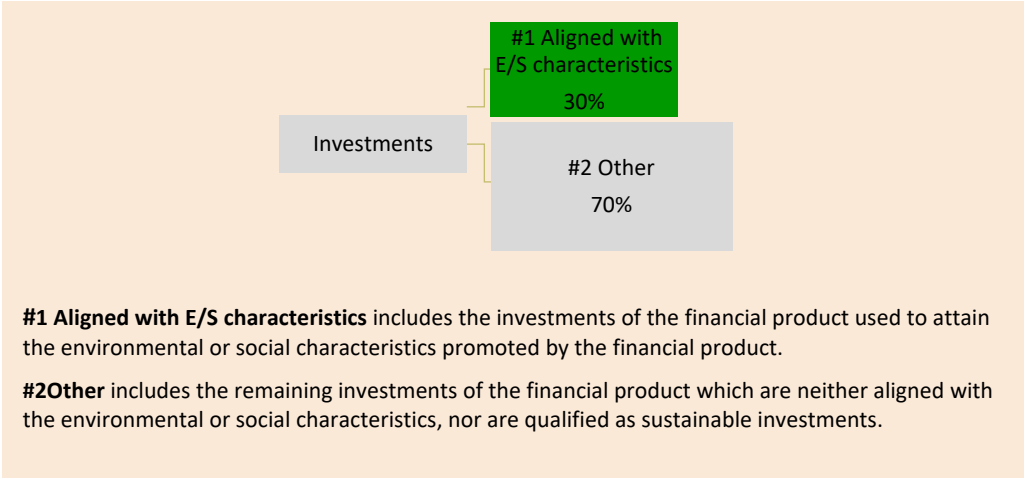 #1 Aligned with
E/S characteristics
30%
Investments
#2 Other
70%
#1 Aligned with E/S characteristics includes the investments of the financial product used to attain
the environmental or social characteristics promoted by the financial product.
#2Other includes the remaining investments of the financial product which are neither aligned with
the environmental or social characteristics, nor are qualified as sustainable investments.